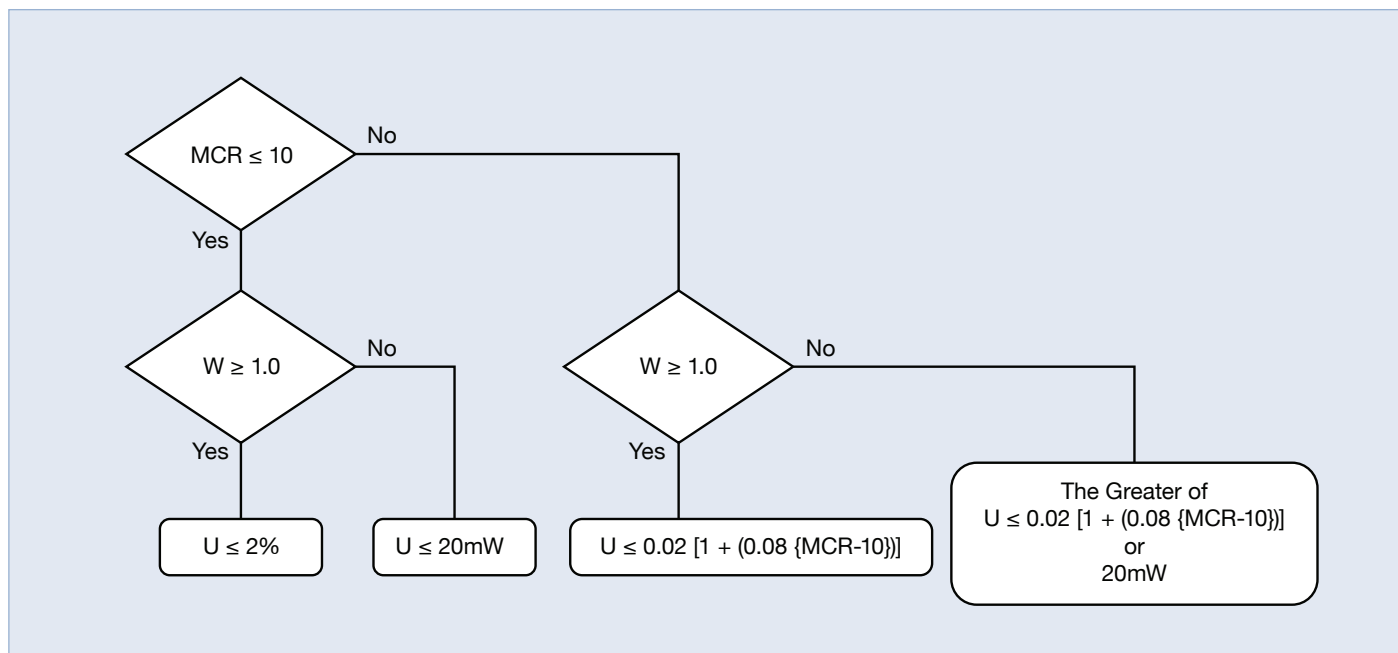 MCR ≤ 10
No
Yes
W ≥ 1.0
No
Yes
W ≥ 1.0
No
Yes
U ≤ 2%
U ≤ 20mW
U ≤ 0.02 [1 + (0.08 {MCR-10})]
The Greater of
U ≤ 0.02 [1 + (0.08 {MCR-10})]
or
20mW